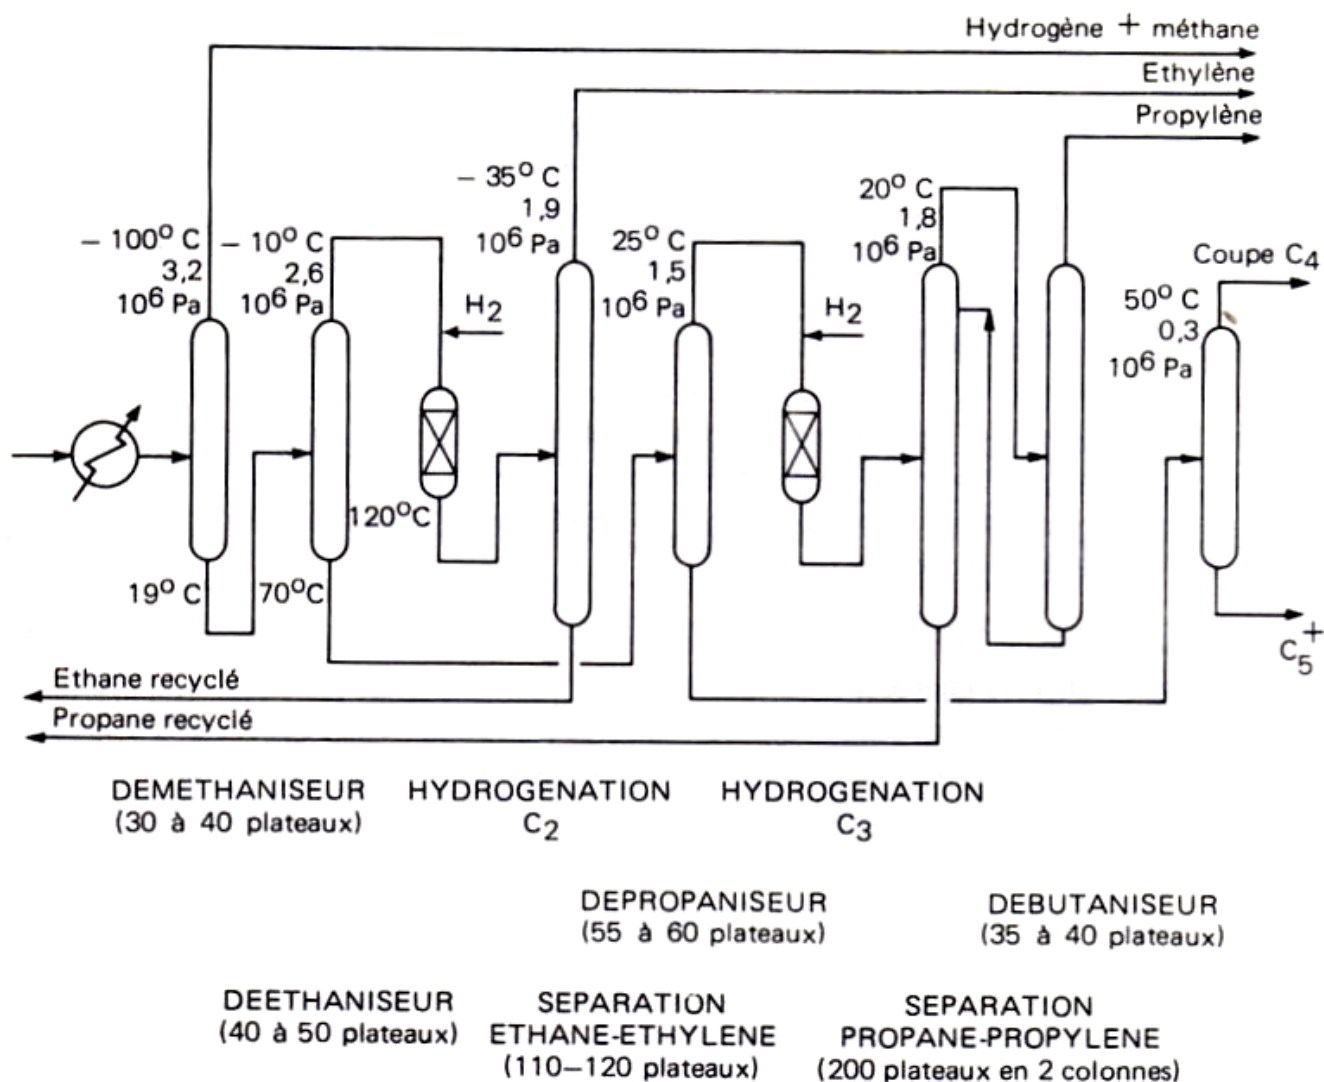 Hydrogène + méthane
Ethylène
Propylène
– 35° C
1,9
10⁶ Pa
20° C
1,8
10⁶ Pa
– 100° C
3,2
10⁶ Pa
– 10° C
2,6
10⁶ Pa
25° C
1,5
10⁶ Pa
Coupe C₄
50° C
0,3
10⁶ Pa
H₂
H₂
120°C
19° C
70°C
C₅⁺
Ethane recyclé
Propane recyclé
DEMETHANISEUR
(30 à 40 plateaux)
HYDROGENATION
C₂
HYDROGENATION
C₃
DEPROPANISEUR
(55 à 60 plateaux)
DEBUTANISEUR
(35 à 40 plateaux)
DEETHANISEUR
(40 à 50 plateaux)
SEPARATION
ETHANE-ETHYLENE
(110–120 plateaux)
SEPARATION
PROPANE-PROPYLENE
(200 plateaux en 2 colonnes)